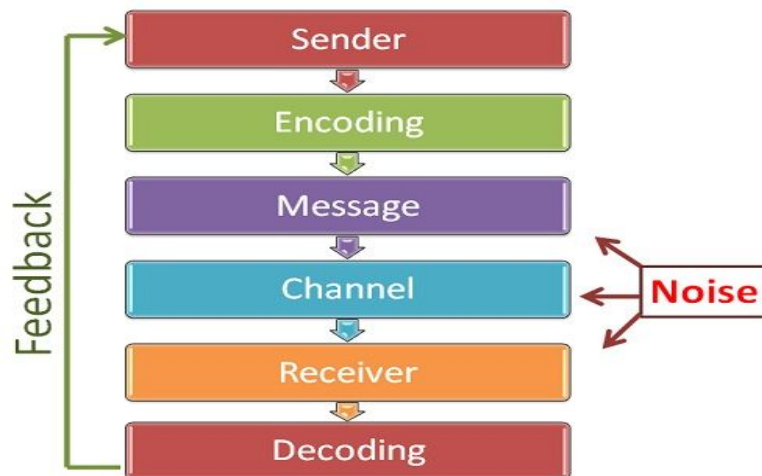 Sender
Encoding
Message
Channel
Noise
Receiver
Decoding
Feedback